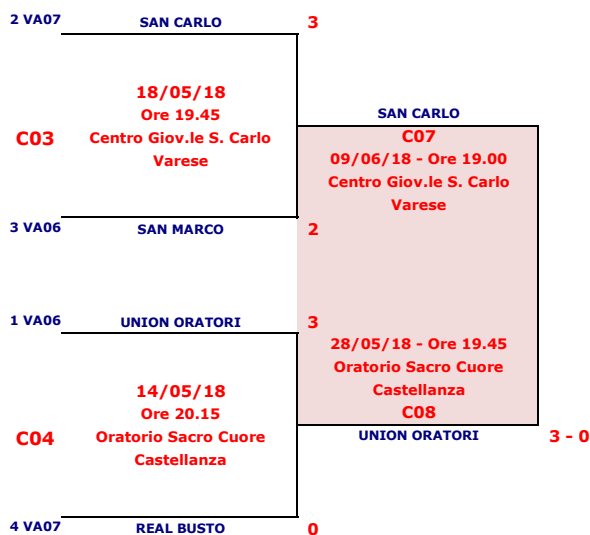 2 VA07 SAN CARLO 3
18/05/18
Ore 19.45
C03 Centro Giov.le S. Carlo
Varese
3 VA06 SAN MARCO 2
SAN CARLO
C07
09/06/18 - Ore 19.00
Centro Giov.le S. Carlo
Varese
1 VA06 UNION ORATORI 3
14/05/18
Ore 20.15
C04 Oratorio Sacro Cuore
Castellanza
4 VA07 REAL BUSTO 0
28/05/18 - Ore 19.45
Oratorio Sacro Cuore
Castellanza
C08
UNION ORATORI 3 - 0